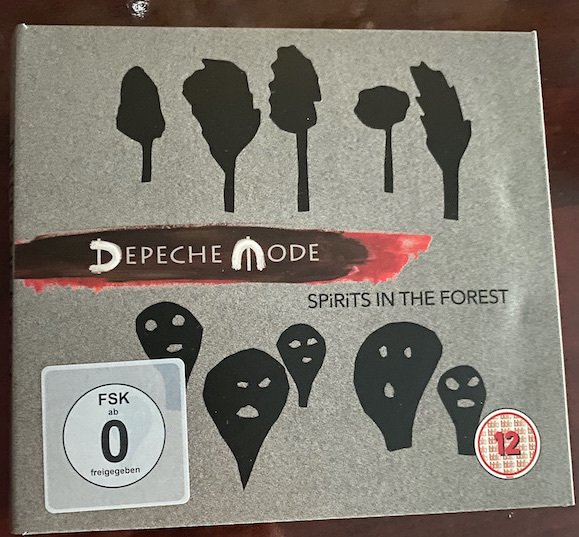 DEPECHE MODE
SPiRiTS IN THE FOREST
FSK
ab
0
freigegeben
12